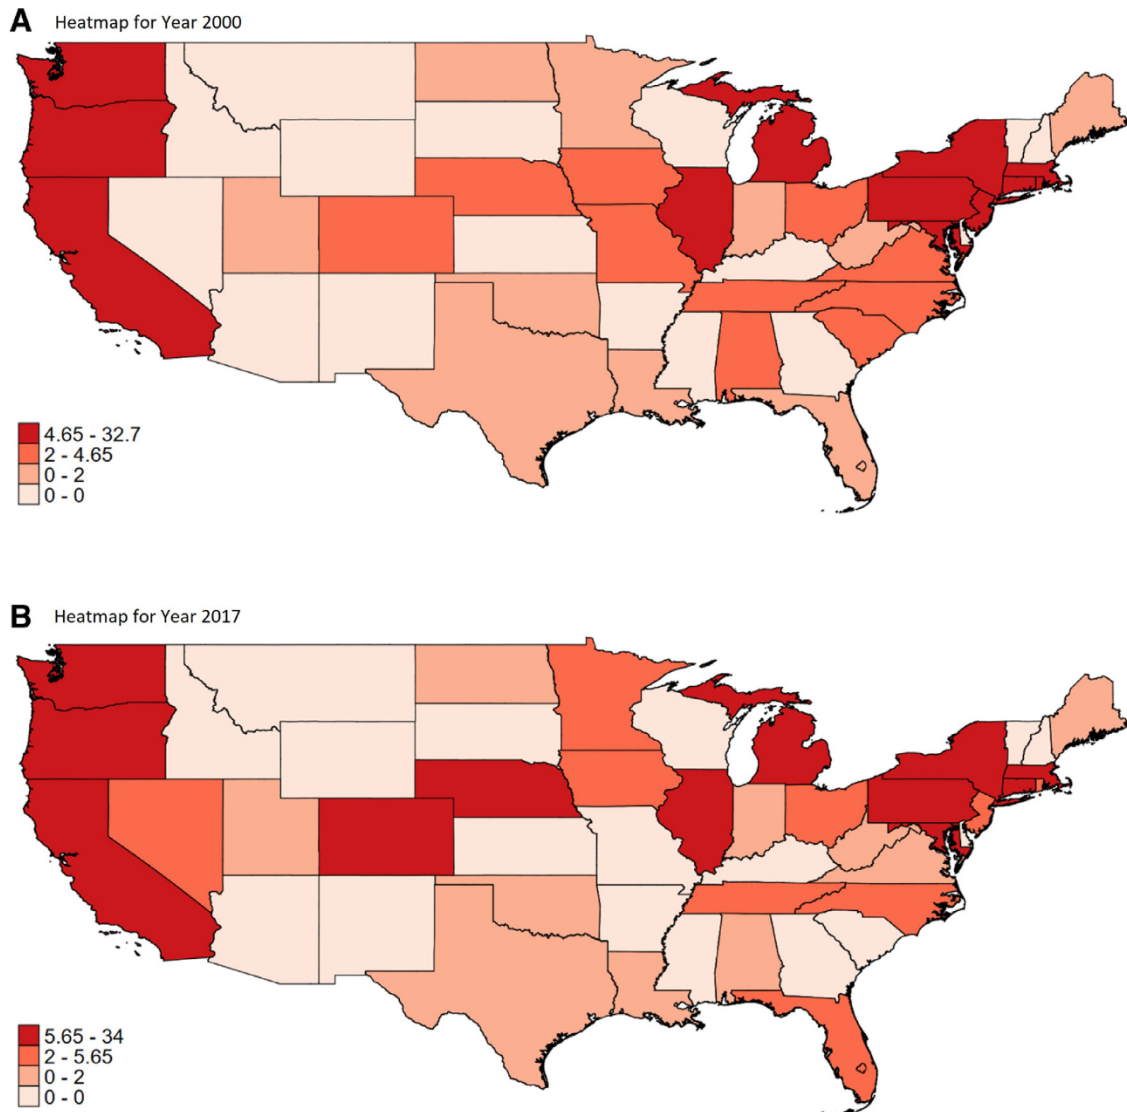 A Heatmap for Year 2000
4.65 - 32.7
2 - 4.65
0 - 2
0 - 0
B Heatmap for Year 2017
5.65 - 34
2 - 5.65
0 - 2
0 - 0